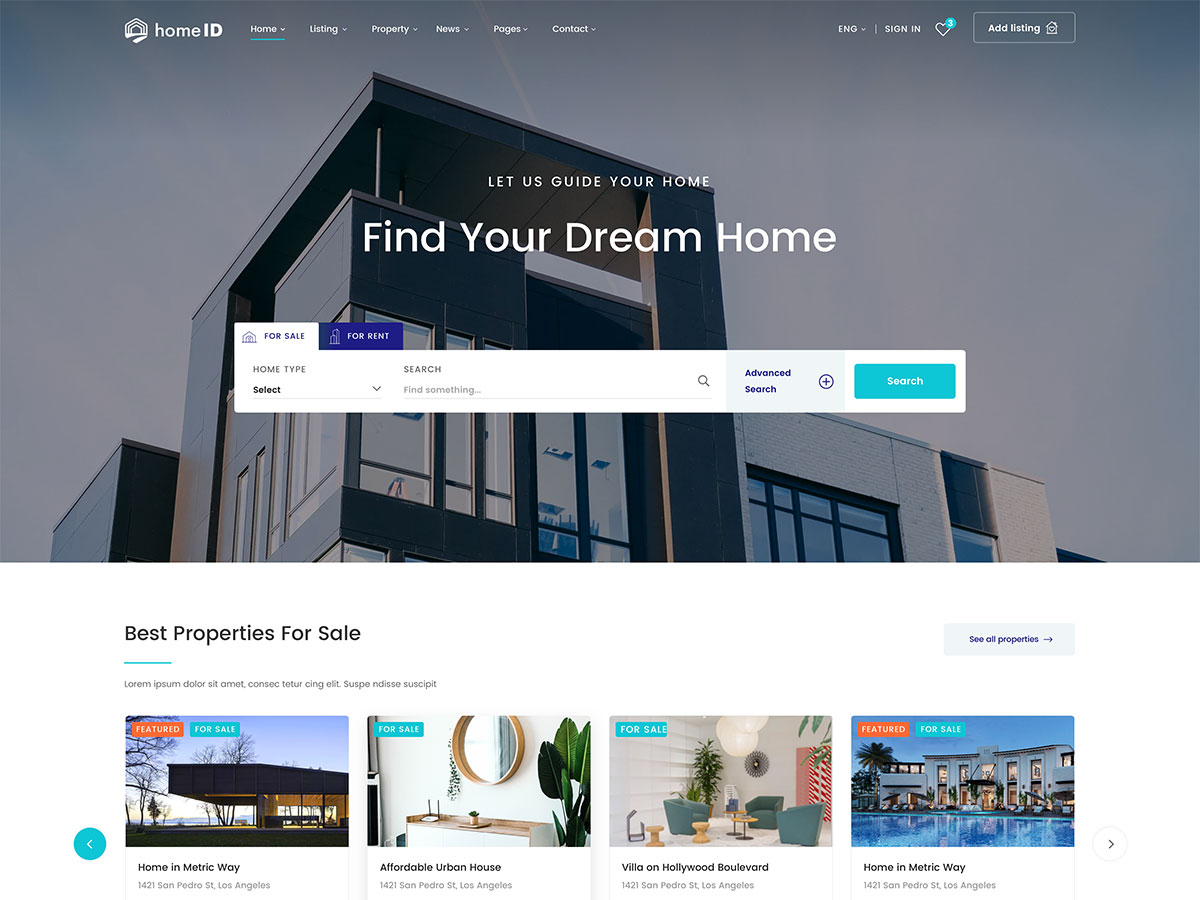 homeID Home Listing Property News Pages Contact ENG | SIGN IN 3 Add listing
LET US GUIDE YOUR HOME
Find Your Dream Home
FOR SALE FOR RENT
HOME TYPE SEARCH
Select Find something...
Advanced
Search
Search
Best Properties For Sale
See all properties →
Lorem ipsum dolor sit amet, consec tetur cing elit. Suspe ndisse suscipit
FEATURED FOR SALE FOR SALE FOR SALE FEATURED FOR SALE
Home in Metric Way Affordable Urban House Villa on Hollywood Boulevard Home in Metric Way
1421 San Pedro St, Los Angeles 1421 San Pedro St, Los Angeles 1421 San Pedro St, Los Angeles 1421 San Pedro St, Los Angeles